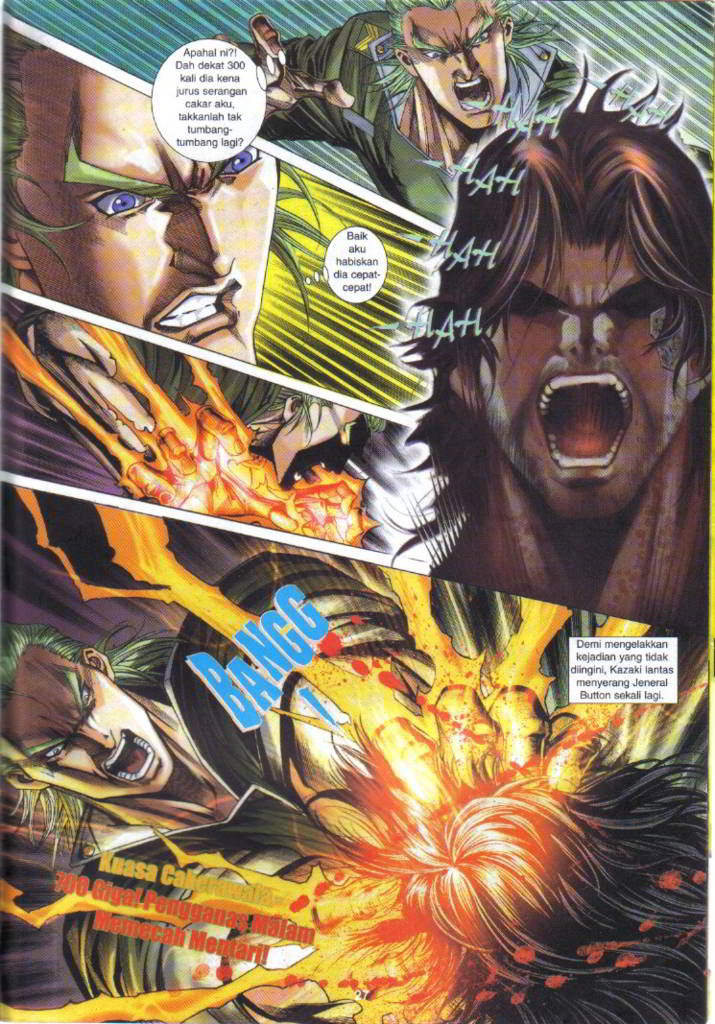 Apahal ni?!
Dah dekat 300
kali dia kena
jurus serangan
cakar aku,
takkanlah tak
tumbang-
tumbang lagi?
HAH
HAH
HAH
HAH
HAH
Baik
aku
habiskan
dia cepat-
cepat!
BANGG
!
Demi mengelakkan
kejadian yang tidak
diingini, Kazaki lantas
menyerang Jeneral
Button sekali lagi.
Kuasa Cakerawala
300 Gigal Pengganas Malam
Memecah Mentari!